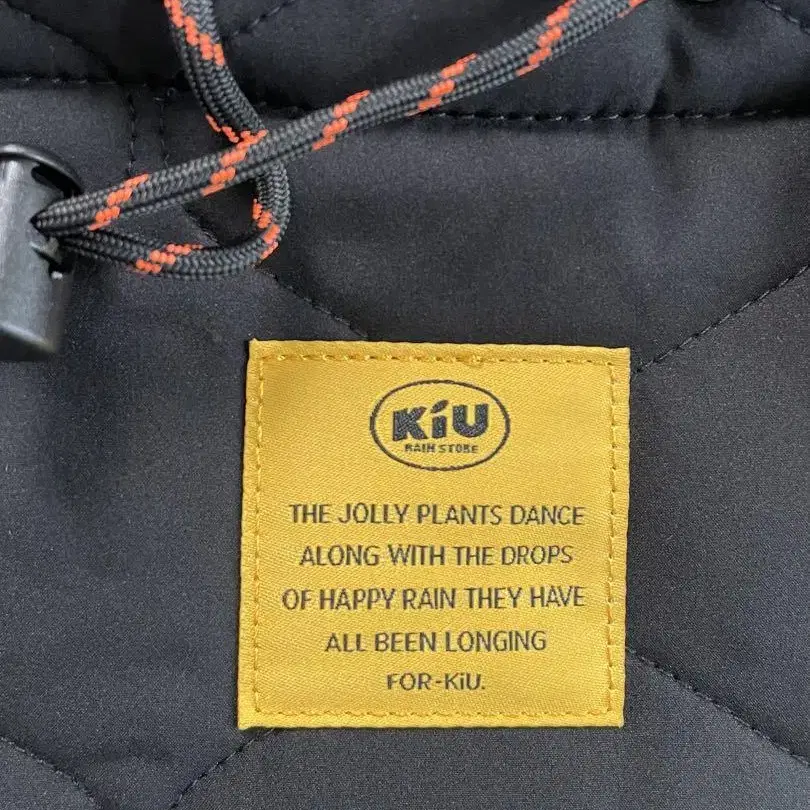 KiU
RAIN STORE
THE JOLLY PLANTS DANCE
ALONG WITH THE DROPS
OF HAPPY RAIN THEY HAVE
ALL BEEN LONGING
FOR-KiU.